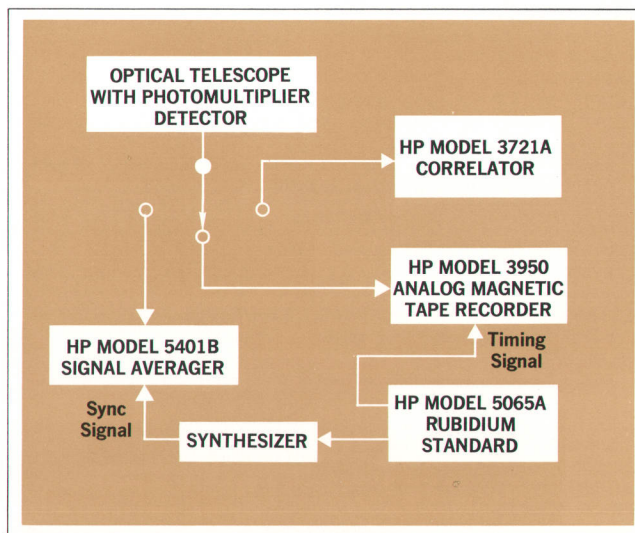 OPTICAL TELESCOPE
WITH PHOTOMULTIPLIER
DETECTOR
HP MODEL 3721A
CORRELATOR
HP MODEL 3950
ANALOG MAGNETIC
TAPE RECORDER
HP MODEL 5401B
SIGNAL AVERAGER
Timing
Signal
Sync
Signal
SYNTHESIZER
HP MODEL 5065A
RUBIDIUM
STANDARD